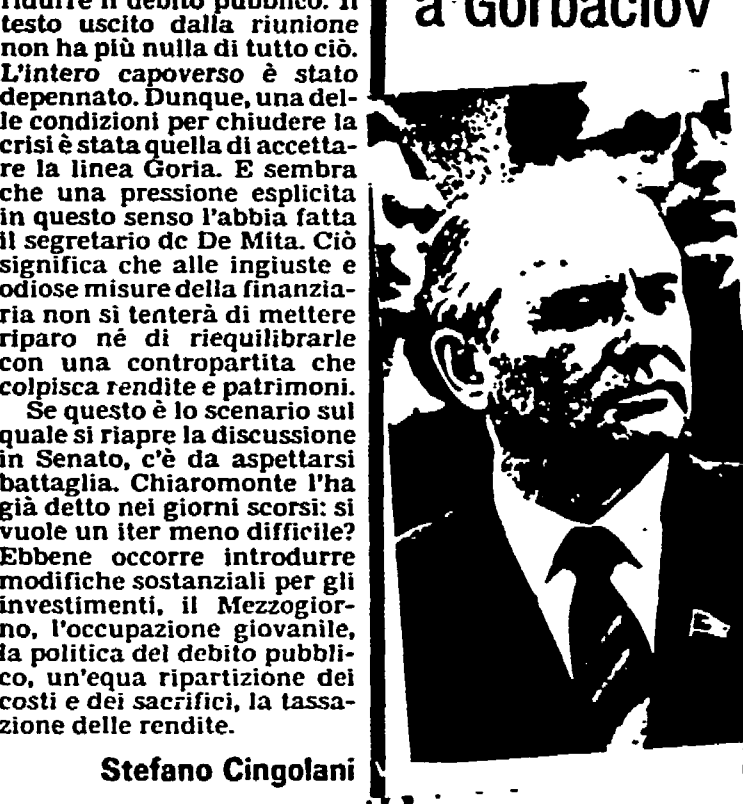 ridurre il debito pubblico. Il
testo uscito dalla riunione
non ha più nulla di tutto ciò.
L'intero capoverso è stato
depennato. Dunque, una del-
le condizioni per chiudere la
crisi è stata quella di accetta-
re la linea Goria. E sembra
che una pressione esplicita
in questo senso l'abbia fatta
il segretario dc De Mita. Ciò
significa che alle ingiuste e
odiose misure della finanzia-
ria non si tenterà di mettere
riparo né di riequilibrarle
con una contropartita che
colpisca rendite e patrimoni.
Se questo è lo scenario sul
quale si riapre la discussione
in Senato, c'è da aspettarsi
battaglia. Chiaromonte l'ha
già detto nei giorni scorsi: si
vuole un iter meno difficile?
Ebbene occorre introdurre
modifiche sostanziali per gli
investimenti, il Mezzogior-
no, l'occupazione giovanile,
la politica del debito pubbli-
co, un'equa ripartizione dei
costi e dei sacrifici, la tassa-
zione delle rendite.
Stefano Cingolani
a Gorbaciov